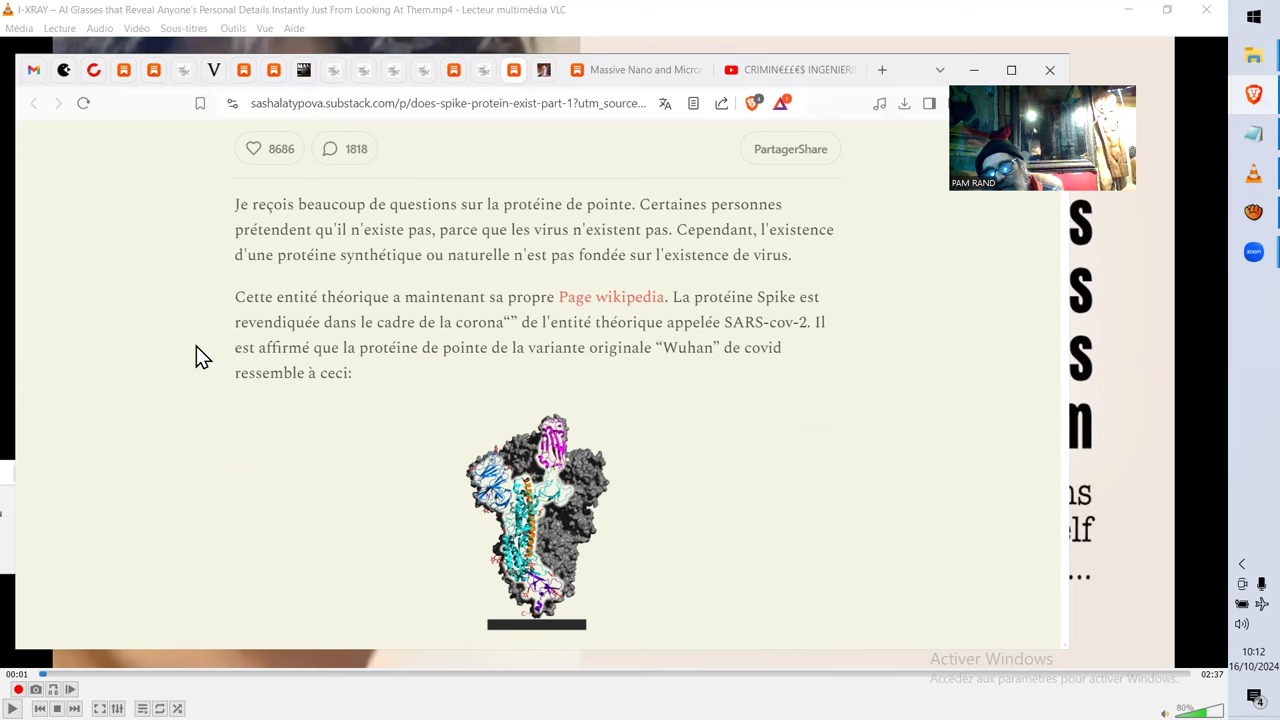 I-XRAY – AI Glasses that Reveal Anyone's Personal Details Instantly Just From Looking At Them.mp4 - Lecteur multimédia VLC
Média Lecture Audio Vidéo Sous-titres Outils Vue Aide
Massive Nano and Micro
CRIMIN€££€$ INGENIERI
sashalatypova.substack.com/p/does-spike-protein-exist-part-1?utm_source...
4
1
8686
1818
PartagerShare
PAM RAND
Je reçois beaucoup de questions sur la protéine de pointe. Certaines personnes
prétendent qu'il n'existe pas, parce que les virus n'existent pas. Cependant, l'existence
d'une protéine synthétique ou naturelle n'est pas fondée sur l'existence de virus.
Cette entité théorique a maintenant sa propre Page wikipedia. La protéine Spike est
revendiquée dans le cadre de la corona“” de l'entité théorique appelée SARS-cov-2. Il
est affirmé que la protéine de pointe de la variante originale “Wuhan” de covid
ressemble à ceci:
C-
s
s
s
m
ns
elf
...
zoom
Activer Windows
Accédez aux paramètres pour activer Windows.
00:01
02:37
80%
10:12
16/10/2024
4